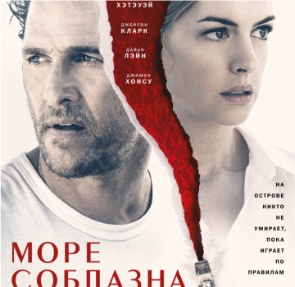 ХЭТЭУЭЙ
ДЖЕЙСОН
КЛАРК
ДАЙАН
ЛЭЙН
ДЖИМОН
ХОНСУ
НА
ОСТРОВЕ
НИКТО
НЕ
УМИРАЕТ,
ПОКА
ИГРАЕТ
ПО
ПРАВИЛАМ
МОРЕ
СОБЛАЗНА